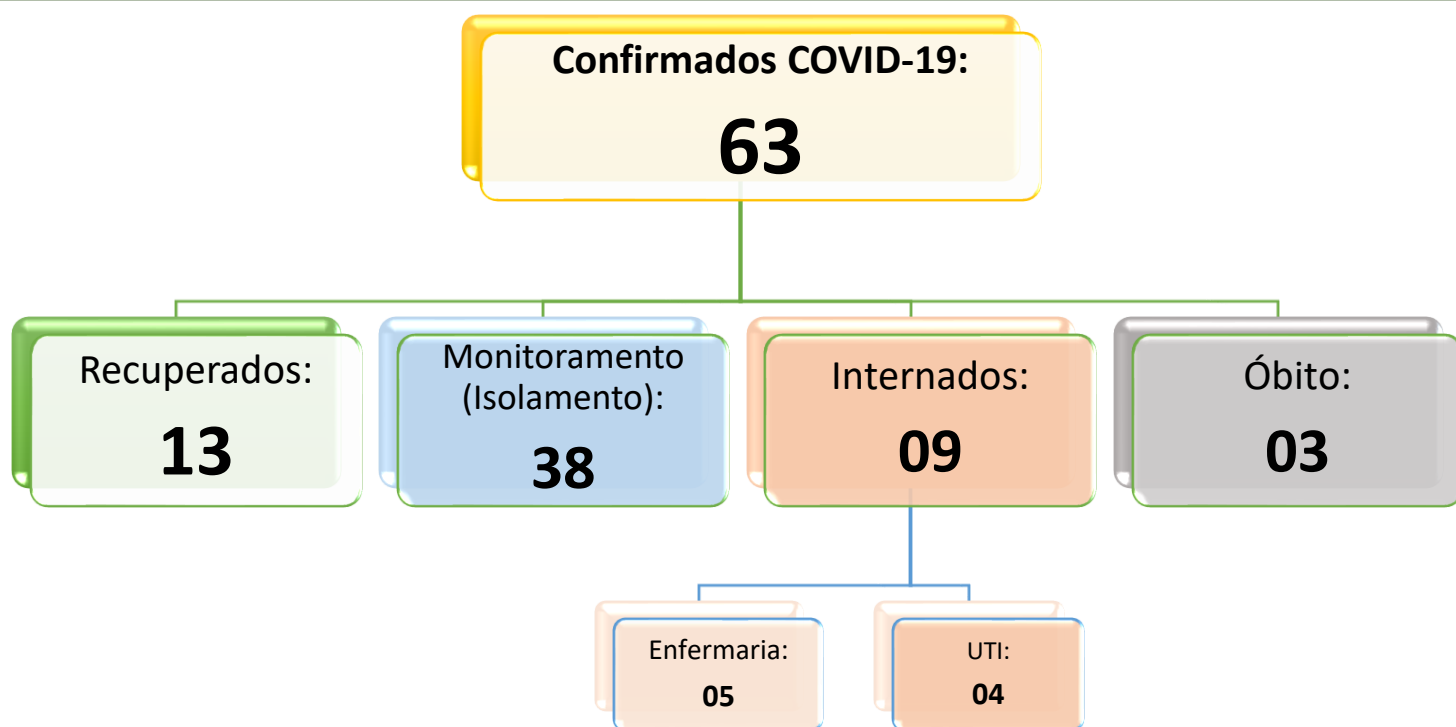 Confirmados COVID-19:
63
Recuperados:
13
Monitoramento
(Isolamento):
38
Internados:
09
Óbito:
03
Enfermaria:
05
UTI:
04